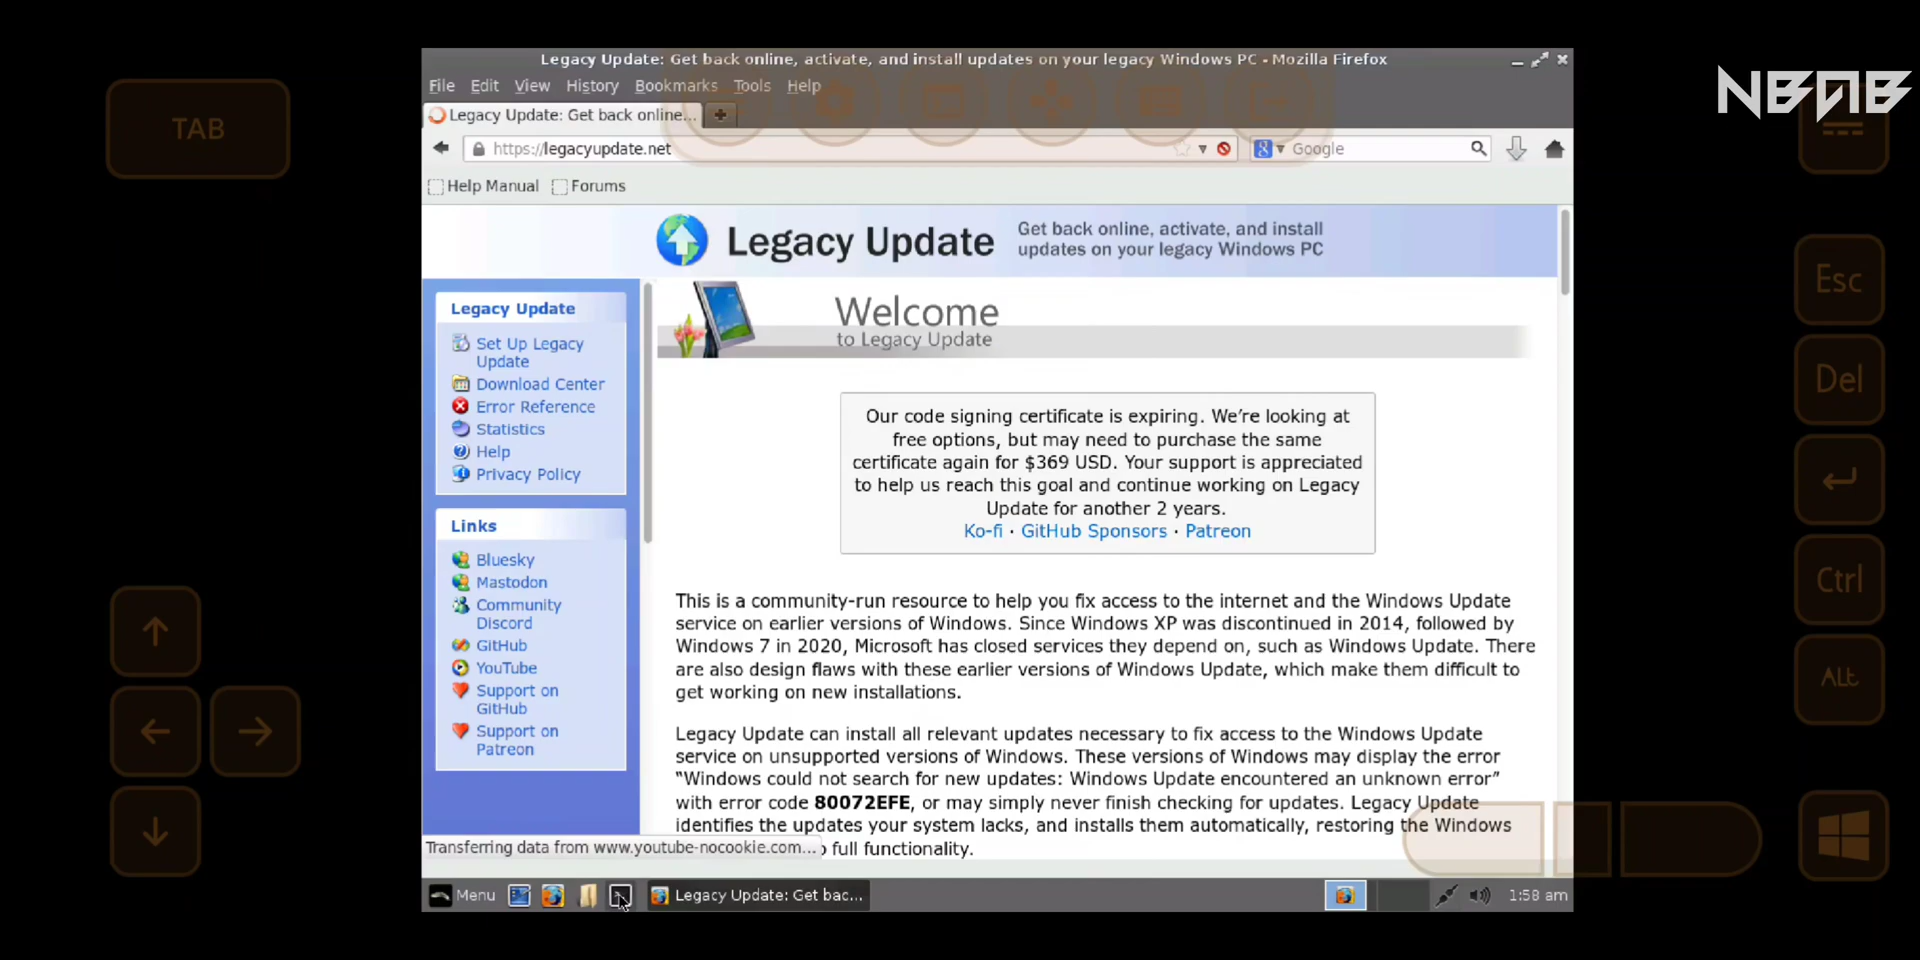 NBNB
TAB
Legacy Update: Get back online, activate, and install updates on your legacy Windows PC - Mozilla Firefox
File Edit View History Bookmarks Tools Help
Legacy Update: Get back online...
https://legacyupdate.net
Google
Help Manual
Forums
Legacy Update
Get back online, activate, and install
updates on your legacy Windows PC
Legacy Update
Set Up Legacy
Update
Download Center
Error Reference
Statistics
Help
Privacy Policy
Links
Bluesky
Mastodon
Community
Discord
GitHub
YouTube
Support on
GitHub
Support on
Patreon
Welcome
to Legacy Update
Our code signing certificate is expiring. We’re looking at
free options, but may need to purchase the same
certificate again for $369 USD. Your support is appreciated
to help us reach this goal and continue working on Legacy
Update for another 2 years.
Ko-fi · GitHub Sponsors · Patreon
This is a community-run resource to help you fix access to the internet and the Windows Update
service on earlier versions of Windows. Since Windows XP was discontinued in 2014, followed by
Windows 7 in 2020, Microsoft has closed services they depend on, such as Windows Update. There
are also design flaws with these earlier versions of Windows Update, which make them difficult to
get working on new installations.
Legacy Update can install all relevant updates necessary to fix access to the Windows Update
service on unsupported versions of Windows. These versions of Windows may display the error
“Windows could not search for new updates: Windows Update encountered an unknown error”
with error code 80072EFE, or may simply never finish checking for updates. Legacy Update
identifies the updates your system lacks, and installs them automatically, restoring the Windows
full functionality.
Transferring data from www.youtube-nocookie.com...
Menu
Legacy Update: Get bac...
1:58 am
Esc
Del
Ctrl
ALt